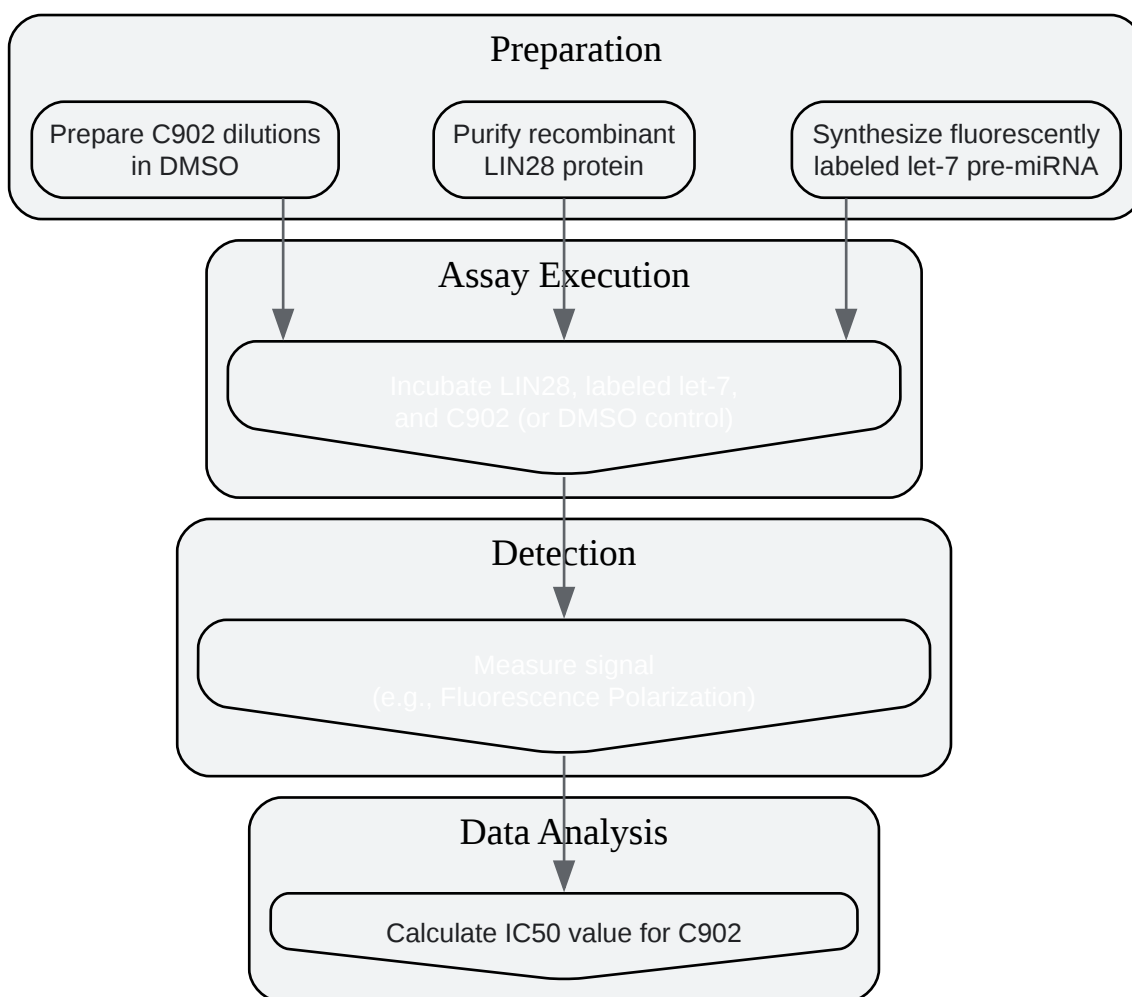 Preparation
Prepare C902 dilutions
in DMSO
Purify recombinant
LIN28 protein
Synthesize fluorescently
labeled let-7 pre-miRNA
Assay Execution
Incubate LIN28, labeled let-7,
and C902 (or DMSO control)
Detection
Measure signal
(e.g., Fluorescence Polarization)
Data Analysis
Calculate IC50 value for C902